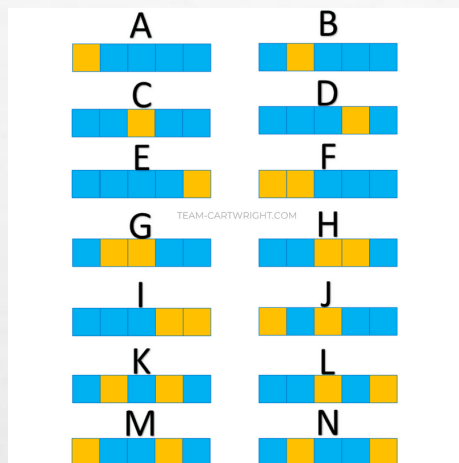 A B
C D
E F
TEAM-CARTWRIGHT.COM
G H
I J
K L
M N